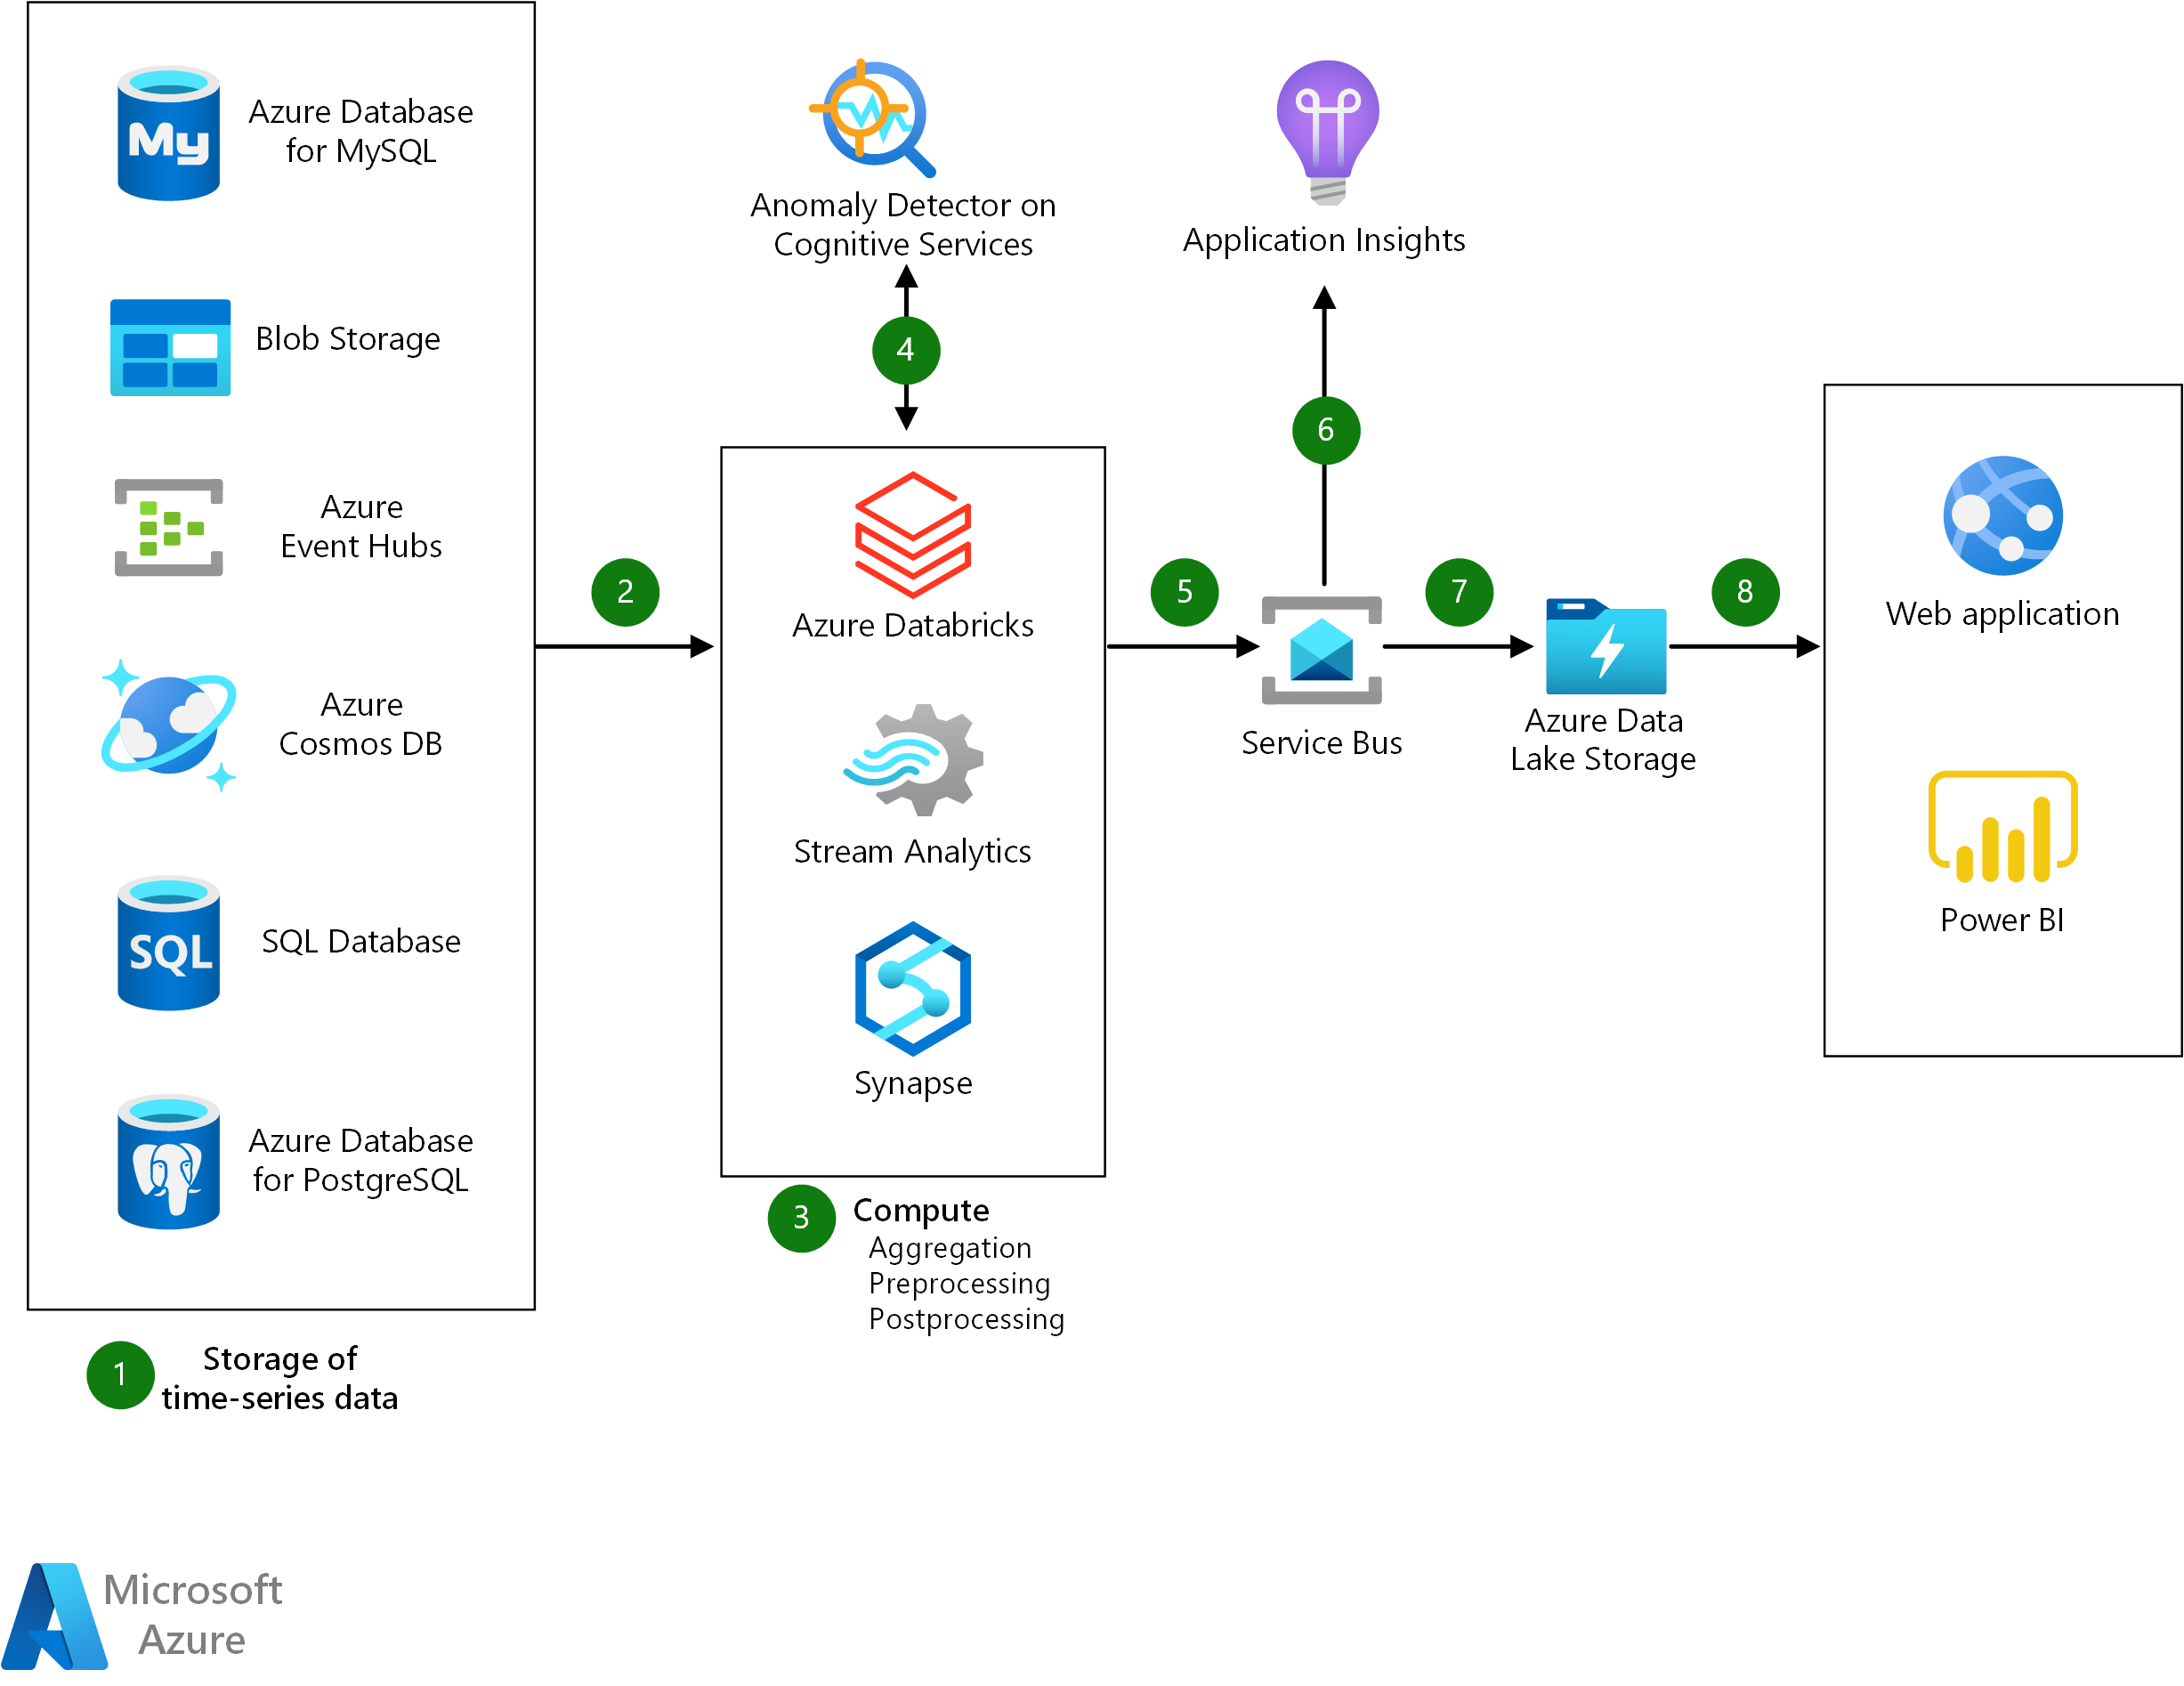 My
Azure Database
for MySQL
Blob Storage
Azure
Event Hubs
Azure
Cosmos DB
SQL
SQL Database
Azure Database
for PostgreSQL
1
Storage of
time-series data
2
Anomaly Detector on
Cognitive Services
4
Azure Databricks
Stream Analytics
Synapse
3
Compute
Aggregation
Preprocessing
Postprocessing
5
Application Insights
6
Service Bus
7
Azure Data
Lake Storage
8
Web application
Power BI
Microsoft
Azure